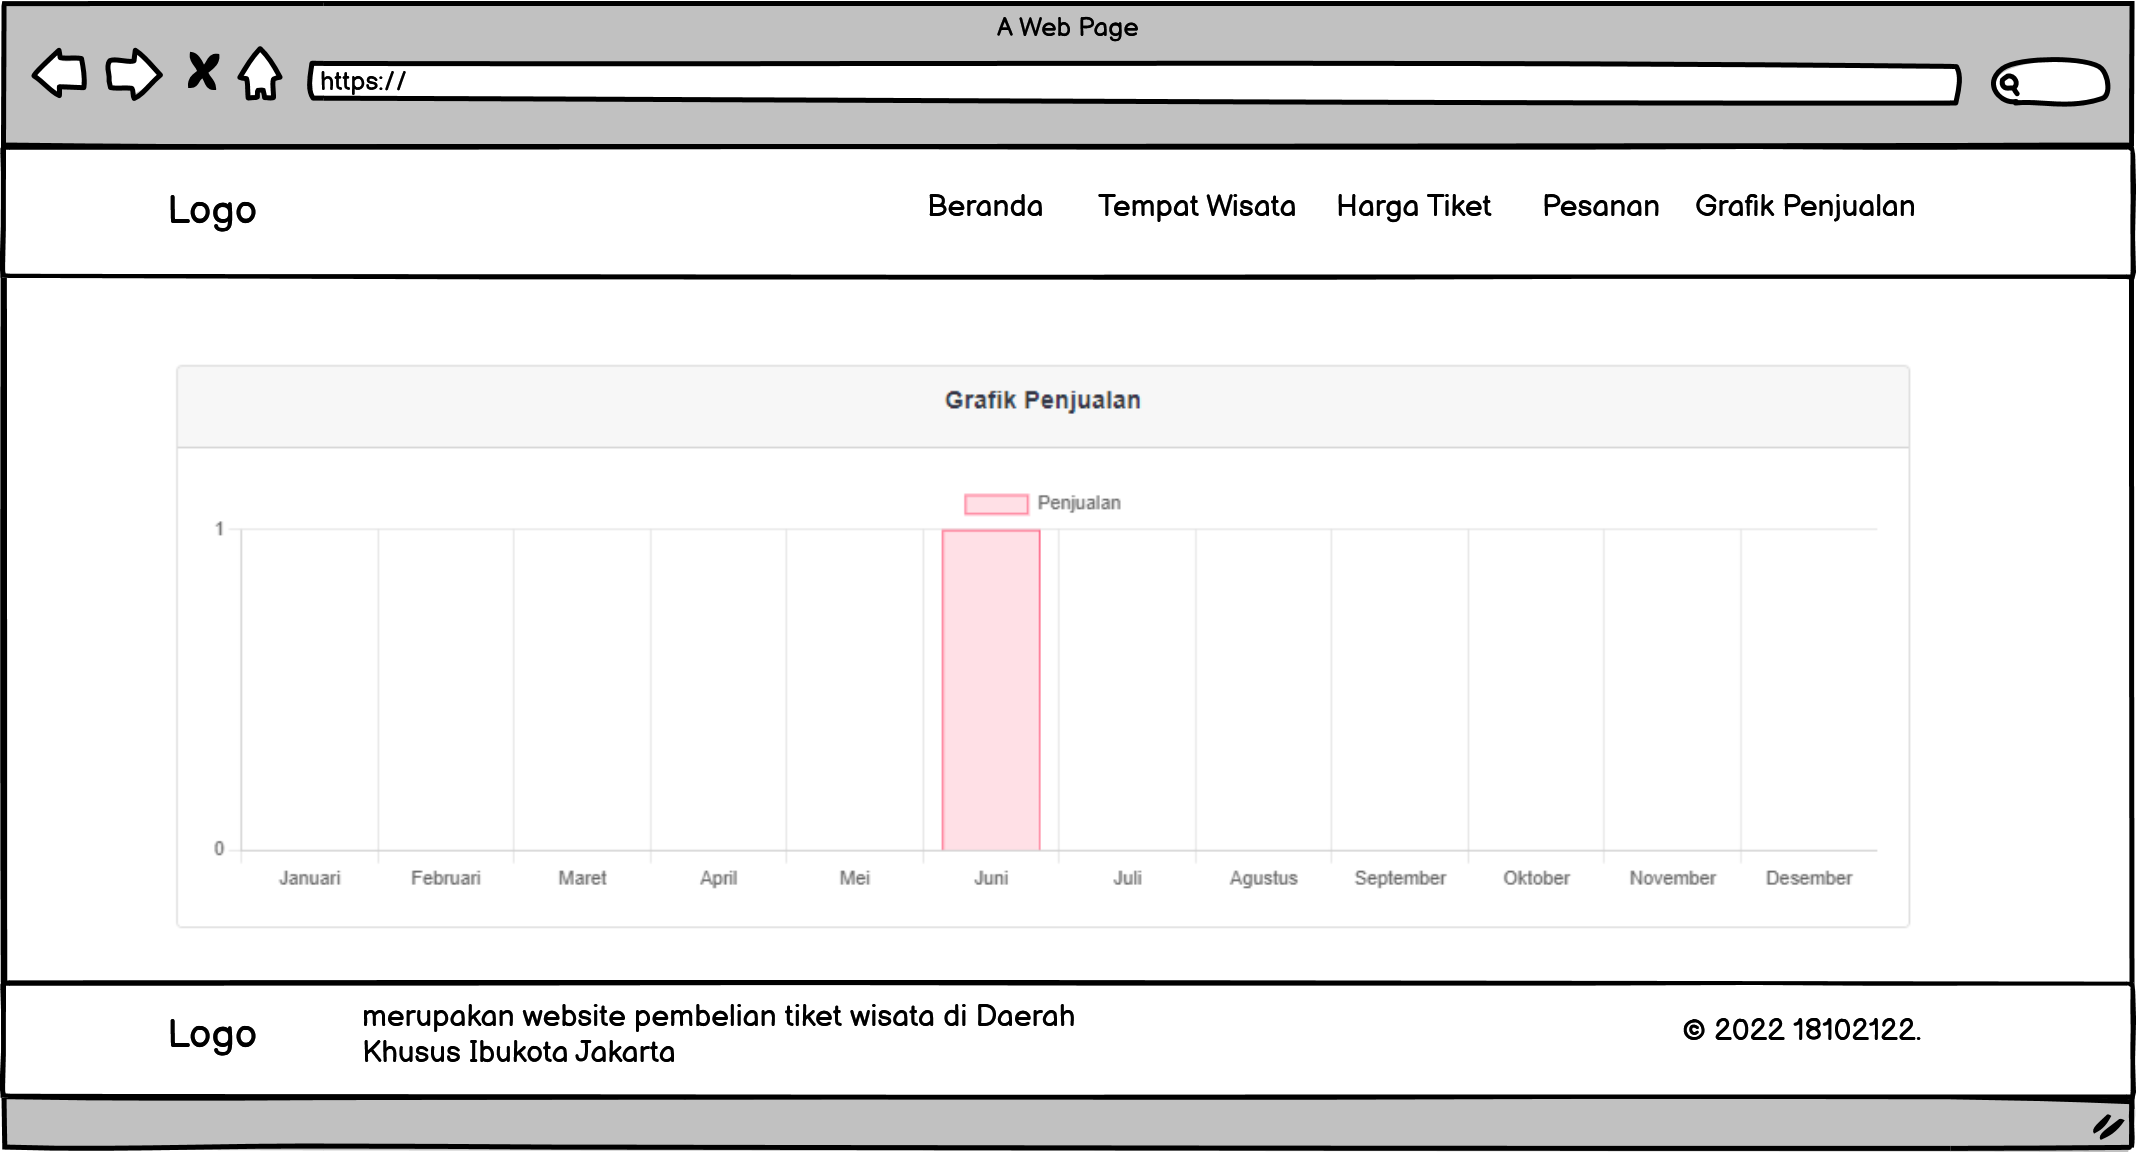 A Web Page
https://
Logo
Beranda Tempat Wisata Harga Tiket Pesanan Grafik Penjualan
Grafik Penjualan
Penjualan
1
0
Januari Februari Maret April Mei Juni Juli Agustus September Oktober November Desember
Logo
merupakan website pembelian tiket wisata di Daerah
Khusus Ibukota Jakarta
© 2022 18102122.